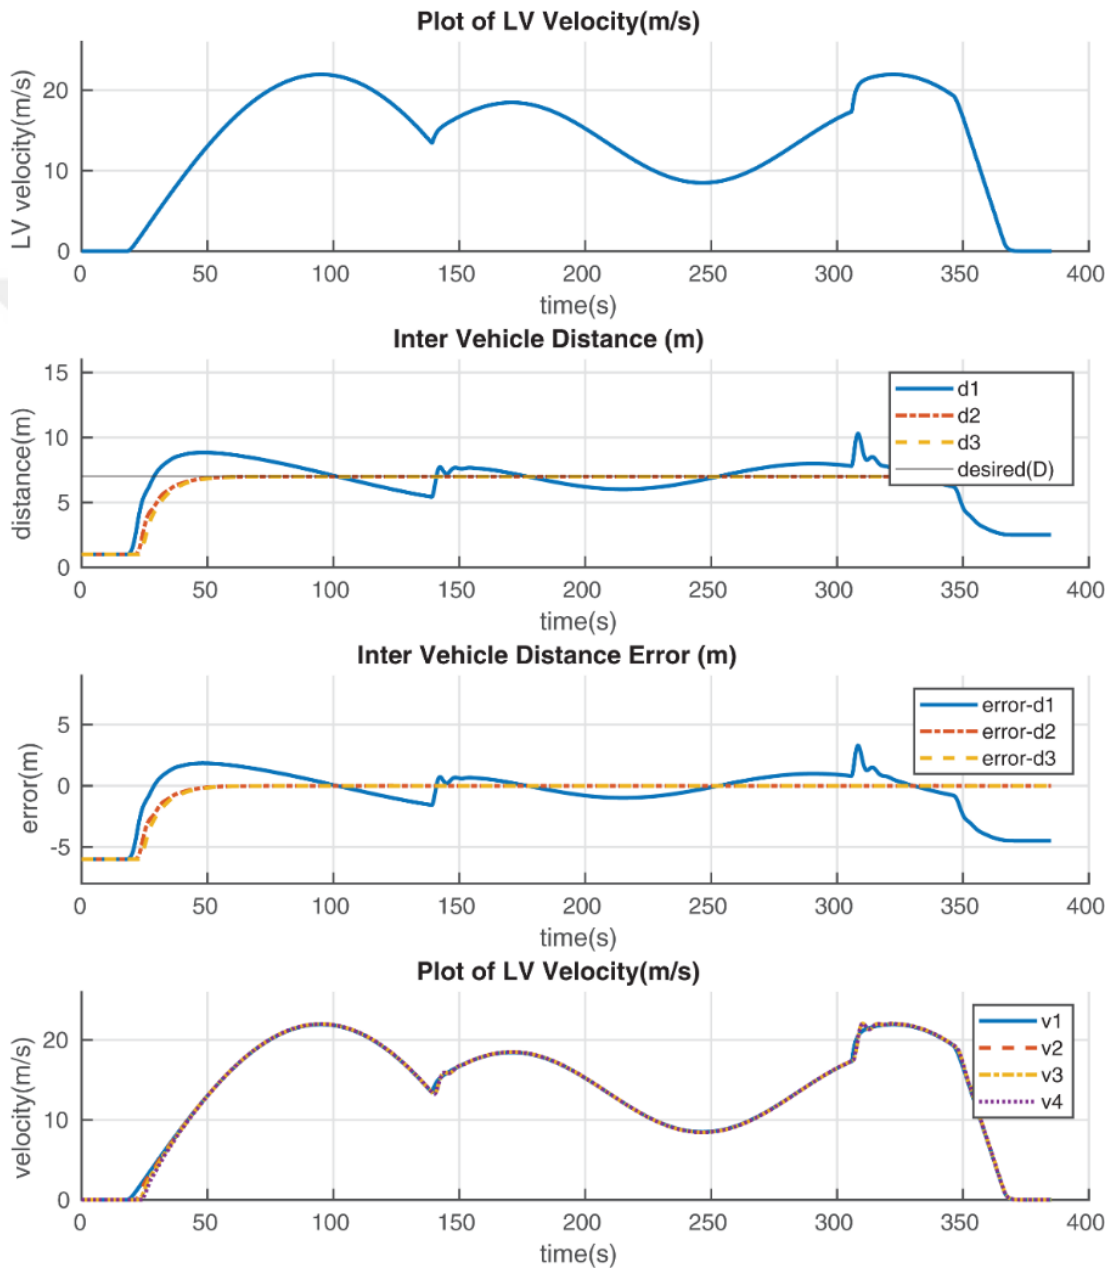 Plot of LV Velocity(m/s)
LV velocity(m/s)
20
10
0
0 50 100 150 200 250 300 350 400
time(s)
Inter Vehicle Distance (m)
distance(m)
15
10
5
0
d1
d2
d3
desired(D)
0 50 100 150 200 250 300 350 400
time(s)
Inter Vehicle Distance Error (m)
error(m)
5
0
-5
error-d1
error-d2
error-d3
0 50 100 150 200 250 300 350 400
time(s)
Plot of LV Velocity(m/s)
velocity(m/s)
20
10
0
v1
v2
v3
v4
0 50 100 150 200 250 300 350 400
time(s)